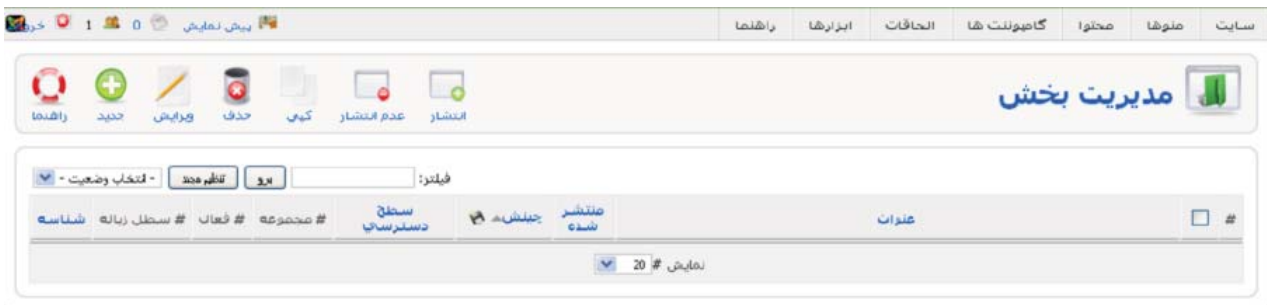 سایت منوها محتوا کامپوننت ها الحاقات ابزارها راهنما پیش نمایش 0 1
مدیریت بخش
انتشار عدم انتشار کپی حذف ویرایش جدید راهنما
فیلتر: برو تنظیم مجدد - انتخاب وضعیت -
# عنوان منتشر شده چینش سطح دسترسی # مجموعه # فعال # سطل زباله شناسه
نمایش # 20